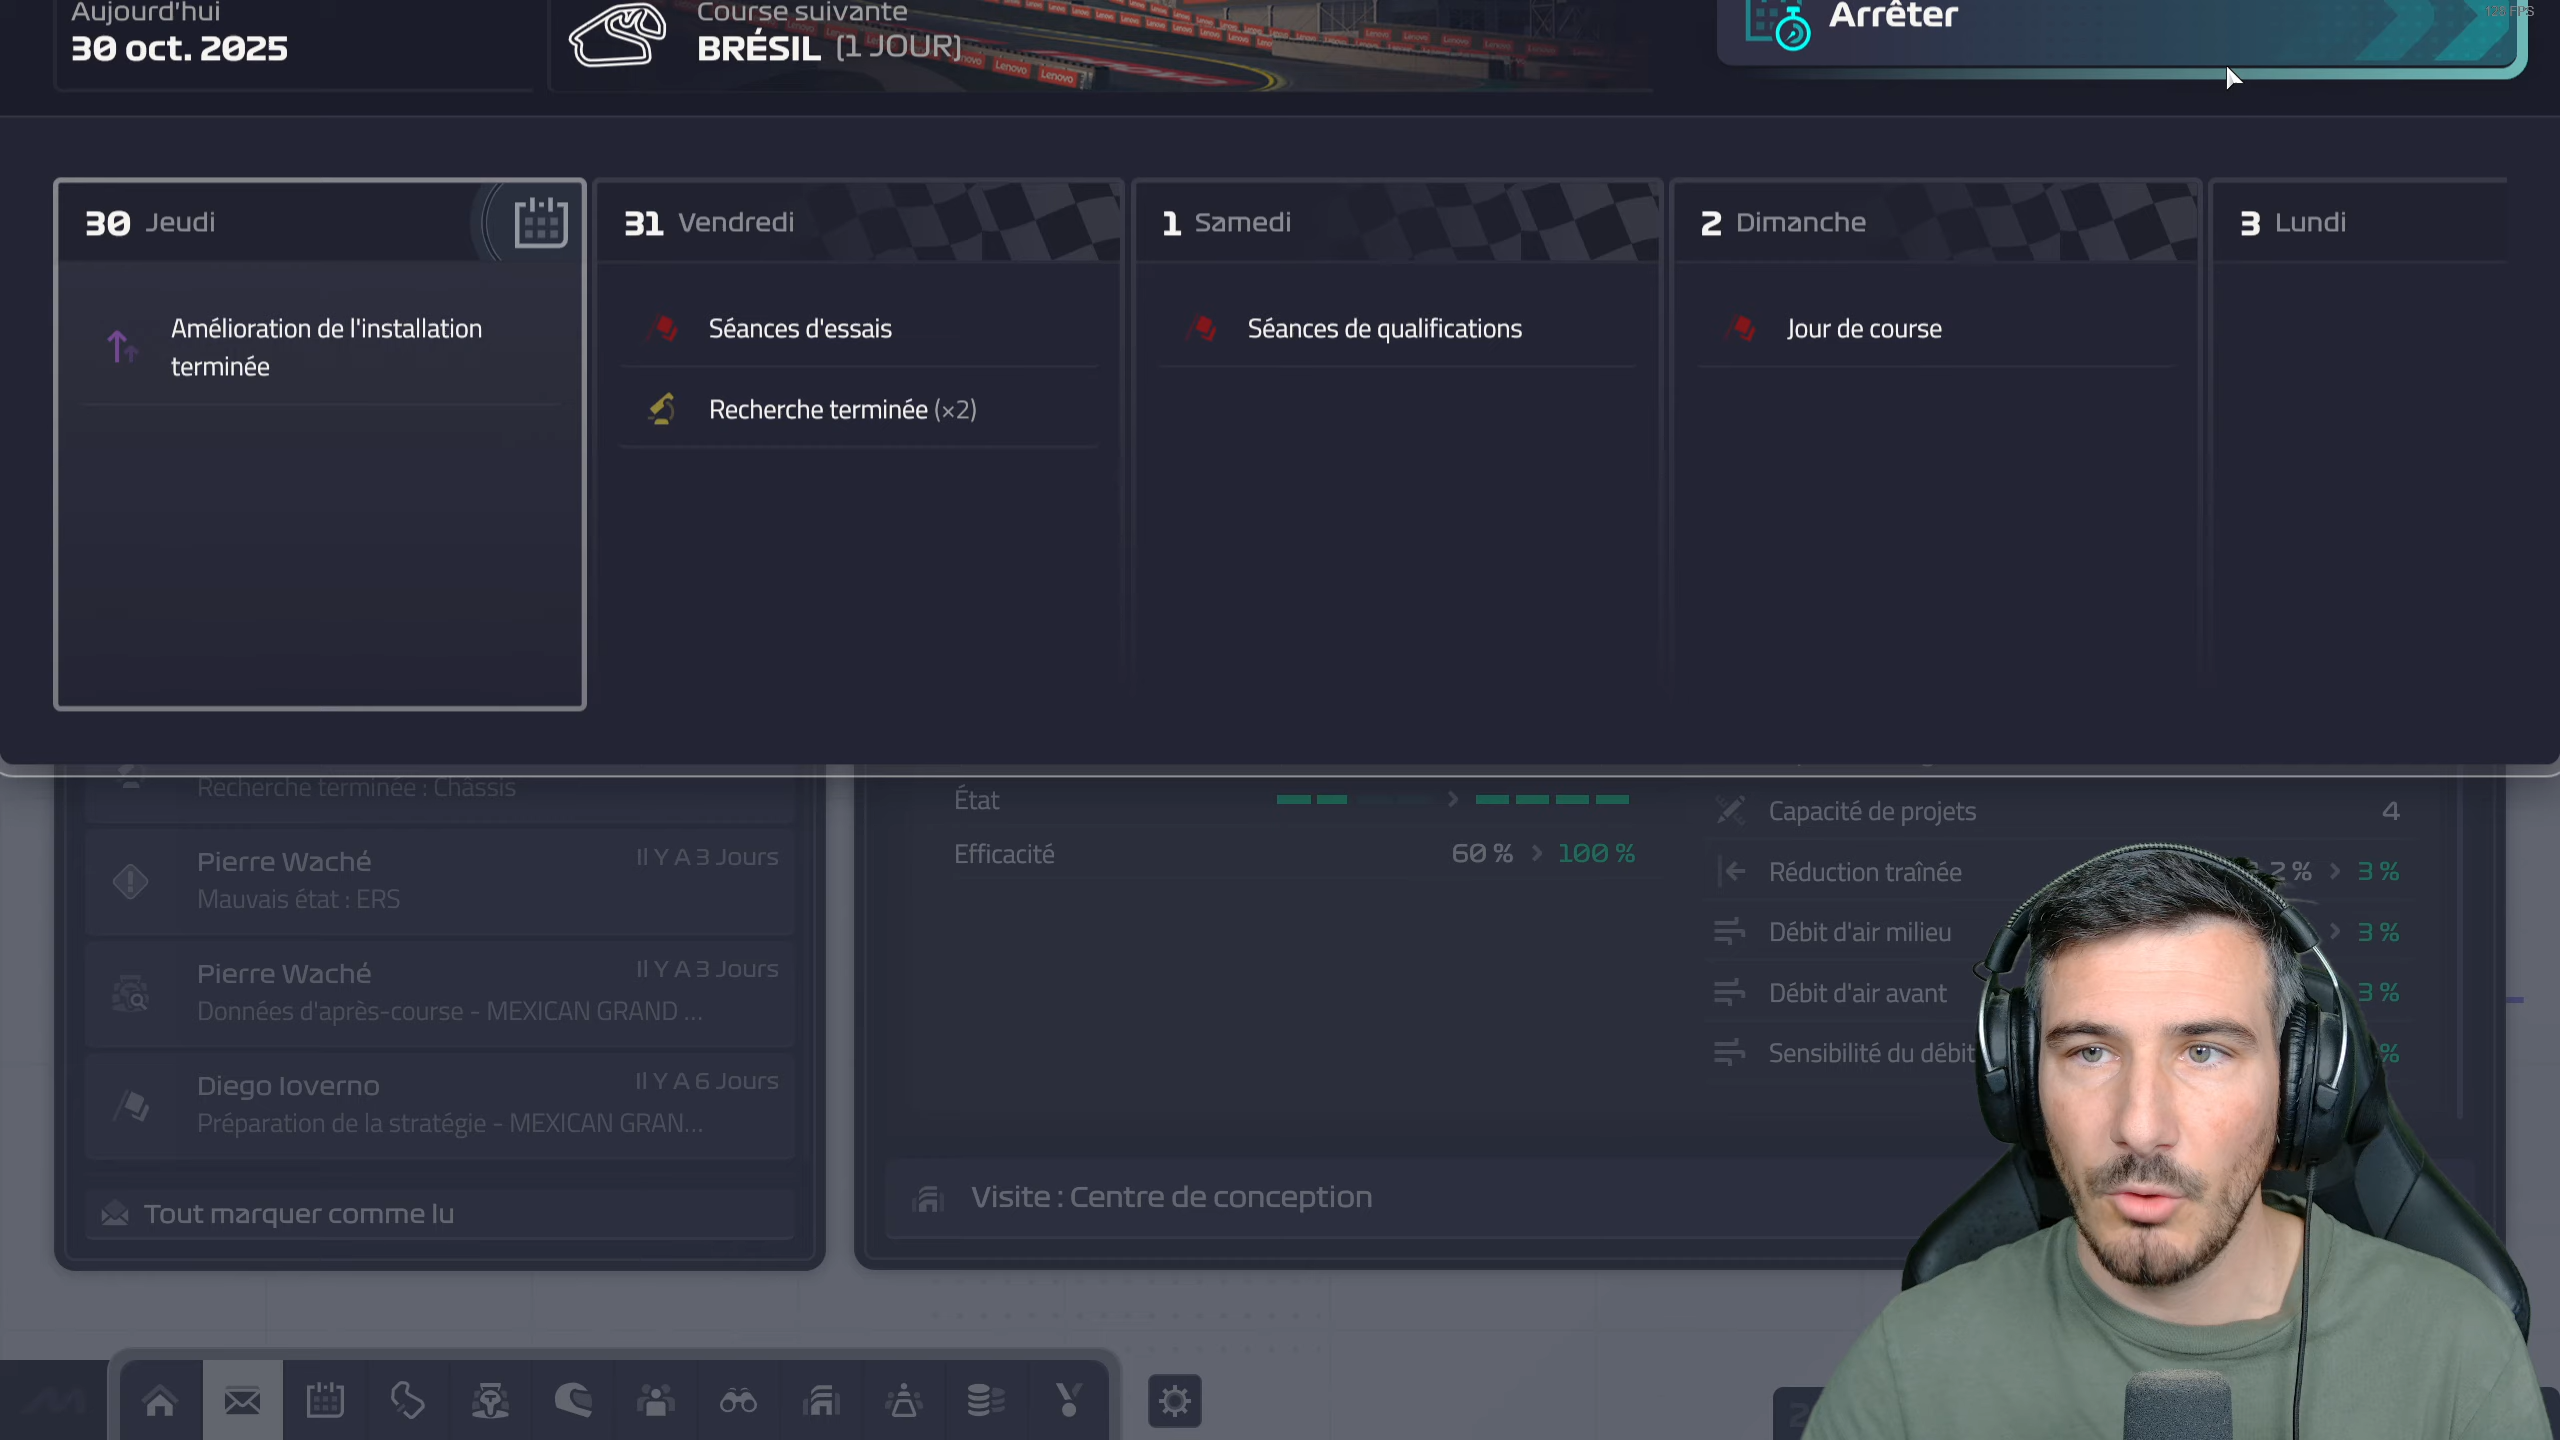 Aujourd'hui
30 oct. 2025
Course suivante
BRÉSIL (1 JOUR)
Lenovo
Lenovo
Arrêter
126 FPS
30 Jeudi
Amélioration de l'installation
terminée
31 Vendredi
Séances d'essais
Recherche terminée (×2)
1 Samedi
Séances de qualifications
2 Dimanche
Jour de course
3 Lundi
Recherche terminée : Châssis
Pierre Waché
Il Y A 3 Jours
Mauvais état : ERS
Pierre Waché
Il Y A 3 Jours
Données d'après-course - MEXICAN GRAND ...
Diego Ioverno
Il Y A 6 Jours
Préparation de la stratégie - MEXICAN GRAN...
Tout marquer comme lu
État
Efficacité
60 % > 100 %
Capacité de projets
4
Réduction traînée
2 % > 3 %
Débit d'air milieu
> 3 %
Débit d'air avant
3 %
Sensibilité du débit
%
Visite : Centre de conception